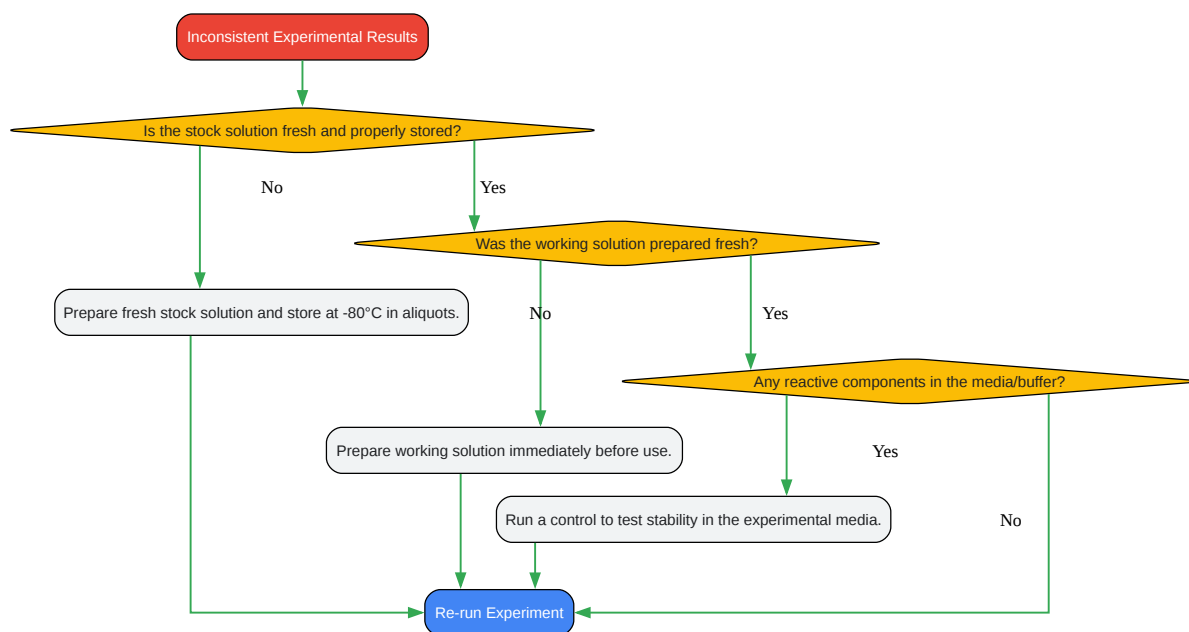 Inconsistent Experimental Results
Is the stock solution fresh and properly stored?
No
Yes
Was the working solution prepared fresh?
Prepare fresh stock solution and store at -80°C in aliquots.
No
Yes
Any reactive components in the media/buffer?
Prepare working solution immediately before use.
Yes
Run a control to test stability in the experimental media.
No
Re-run Experiment